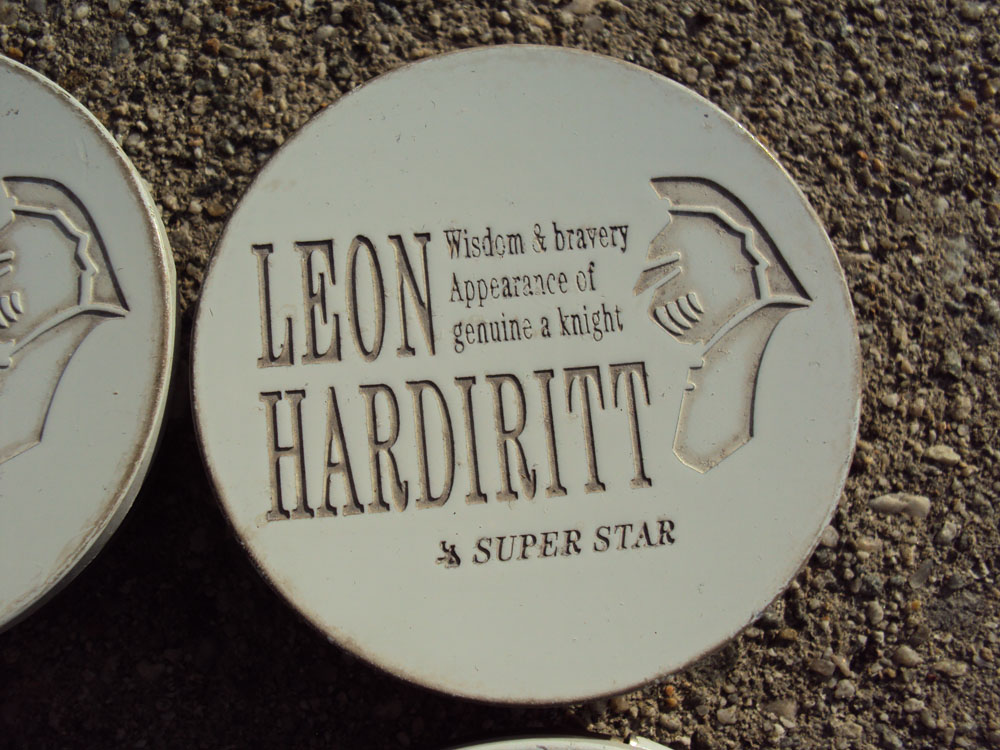 LEON
Wisdom & bravery
Appearance of
genuine a knight
HARDIRITT
SUPER STAR